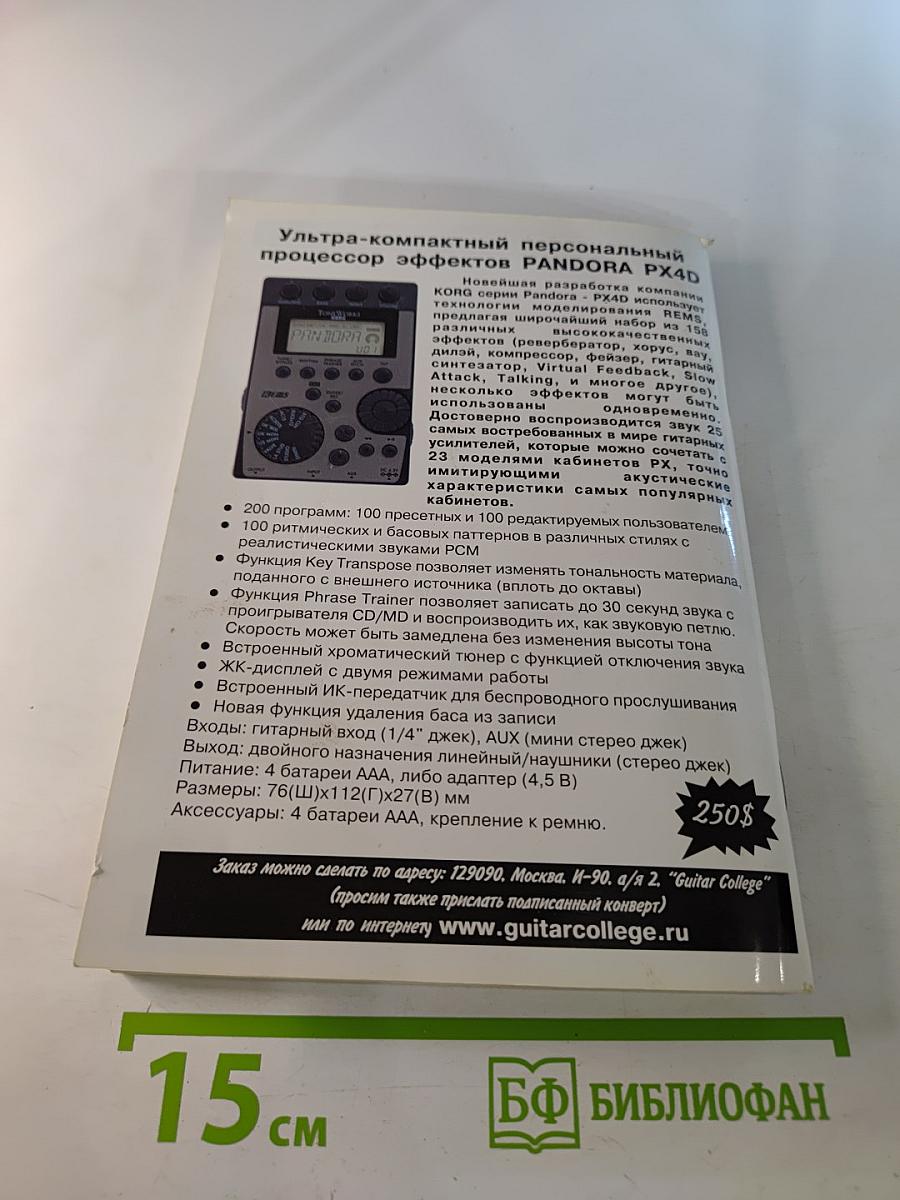 Ультра-компактный персональный
процессор эффектов PANDORA PX4D
Новейшая разработка компании
KORG серии Pandora - PX4D использует
технологии моделирования REMS,
предлагая широчайший набор из 158
различных высококачественных
эффектов (ревербератор, хорус, вау,
дилэй, компрессор, фейзер, гитарный
синтезатор, Virtual Feedback, Slow
Attack, Talking, и многое другое),
несколько эффектов могут быть
использованы одновременно.
Достоверно воспроизводится звук 25
самых востребованных в мире гитарных
усилителей, которые можно сочетать с
23 моделями кабинетов PX, точно
имитирующими акустические
характеристики самых популярных
кабинетов.
TONEWORKS
KORG
PANDORA
U01
OUTPUT INPUT AUX DC 4.5V
• 200 программ: 100 пресетных и 100 редактируемых пользователем
• 100 ритмических и басовых паттернов в различных стилях с
реалистическими звуками PCM
• Функция Key Transpose позволяет изменять тональность материала,
поданного с внешнего источника (вплоть до октавы)
• Функция Phrase Trainer позволяет записать до 30 секунд звука с
проигрывателя CD/MD и воспроизводить их, как звуковую петлю.
Скорость может быть замедлена без изменения высоты тона
• Встроенный хроматический тюнер с функцией отключения звука
• ЖК-дисплей с двумя режимами работы
• Встроенный ИК-передатчик для беспроводного прослушивания
• Новая функция удаления баса из записи
Входы: гитарный вход (1/4" джек), AUX (мини стерео джек)
Выход: двойного назначения линейный/наушники (стерео джек)
Питание: 4 батареи ААА, либо адаптер (4,5 В)
Размеры: 76(Ш)х112(Г)х27(В) мм
Аксессуары: 4 батареи ААА, крепление к ремню.
250$
Заказ можно сделать по адресу: 129090, Москва, И-90, а/я 2, "Guitar College"
(просим также прислать подписанный конверт)
или по интернету www.guitarcollege.ru
15 см
БФ БИБЛИОФАН